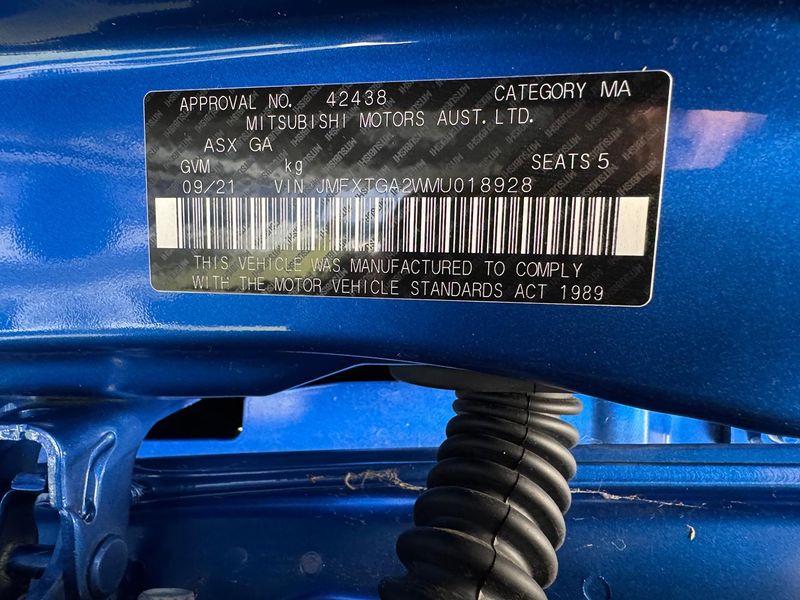 APPROVAL NO. 42438 CATEGORY MA
MITSUBISHI MOTORS AUST. LTD.
ASX GA
GVM kg SEATS 5
09/21 VIN JMFXTGA2WMU018928
THIS VEHICLE WAS MANUFACTURED TO COMPLY
WITH THE MOTOR VEHICLE STANDARDS ACT 1989